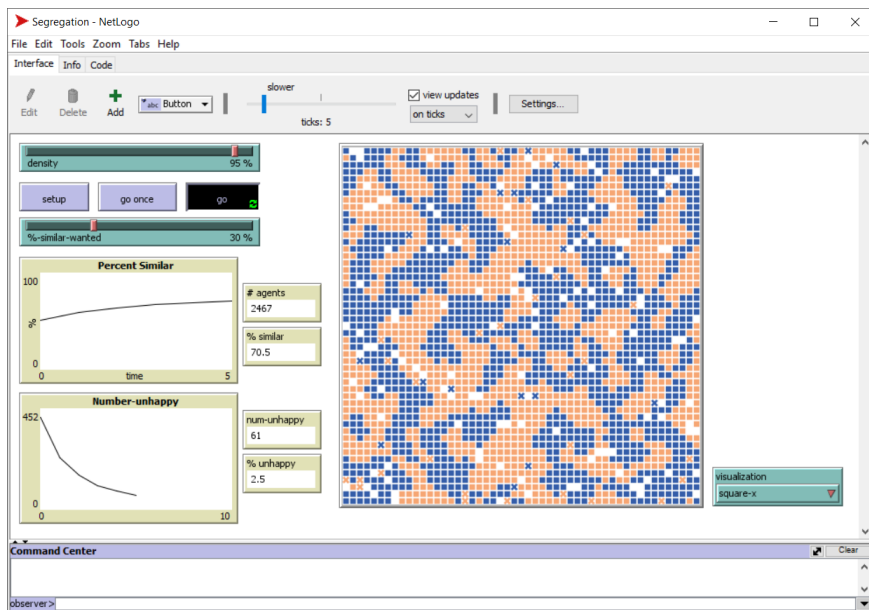 Segregation - NetLogo
File Edit Tools Zoom Tabs Help
Interface Info Code
Edit Delete Add abc Button slower view updates
ticks: 5 on ticks Settings...
density 95 %
setup go once go
%-similar-wanted 30 %
Percent Similar
100
%
0
0 time 5
# agents
2467
% similar
70.5
Number-unhappy
452
0
0 10
num-unhappy
61
% unhappy
2.5
visualization
square-x
Command Center Clear
observer>